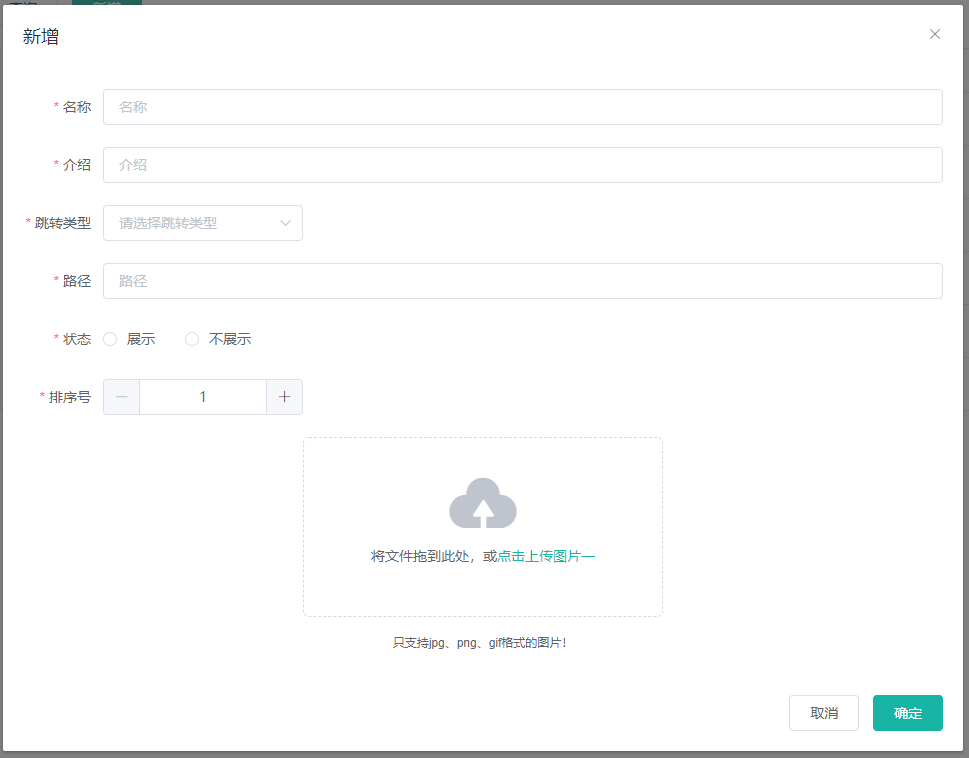 新增
* 名称 名称
* 介绍 介绍
* 跳转类型 请选择跳转类型
* 路径 路径
* 状态 展示 不展示
* 排序号 1
将文件拖到此处，或点击上传图片一
只支持jpg、png、gif格式的图片!
取消 确定